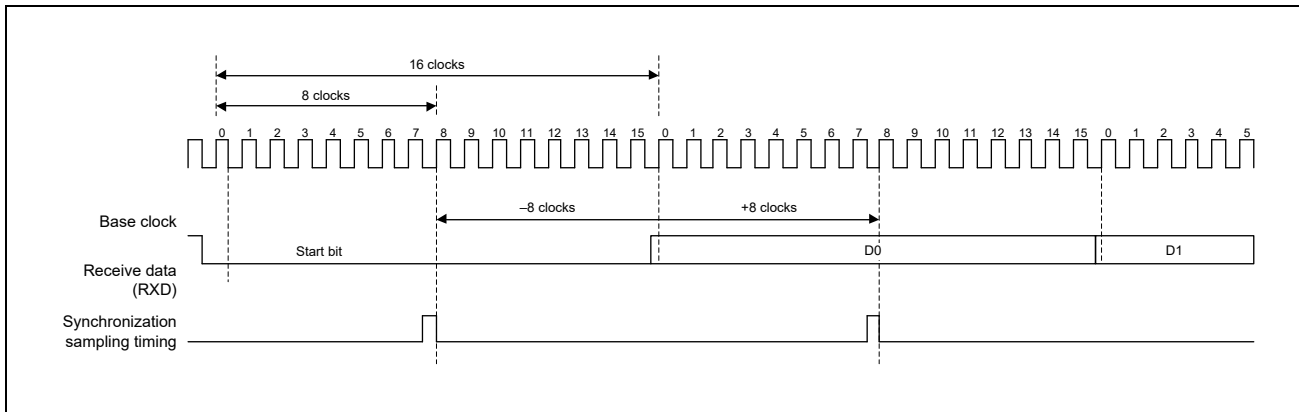 16 clocks
8 clocks
0 1 2 3 4 5 6 7 8 9 10 11 12 13 14 15 0 1 2 3 4 5 6 7 8 9 10 11 12 13 14 15 0 1 2 3 4 5
–8 clocks +8 clocks
Base clock
Start bit D0 D1
Receive data
(RXD)
Synchronization
sampling timing